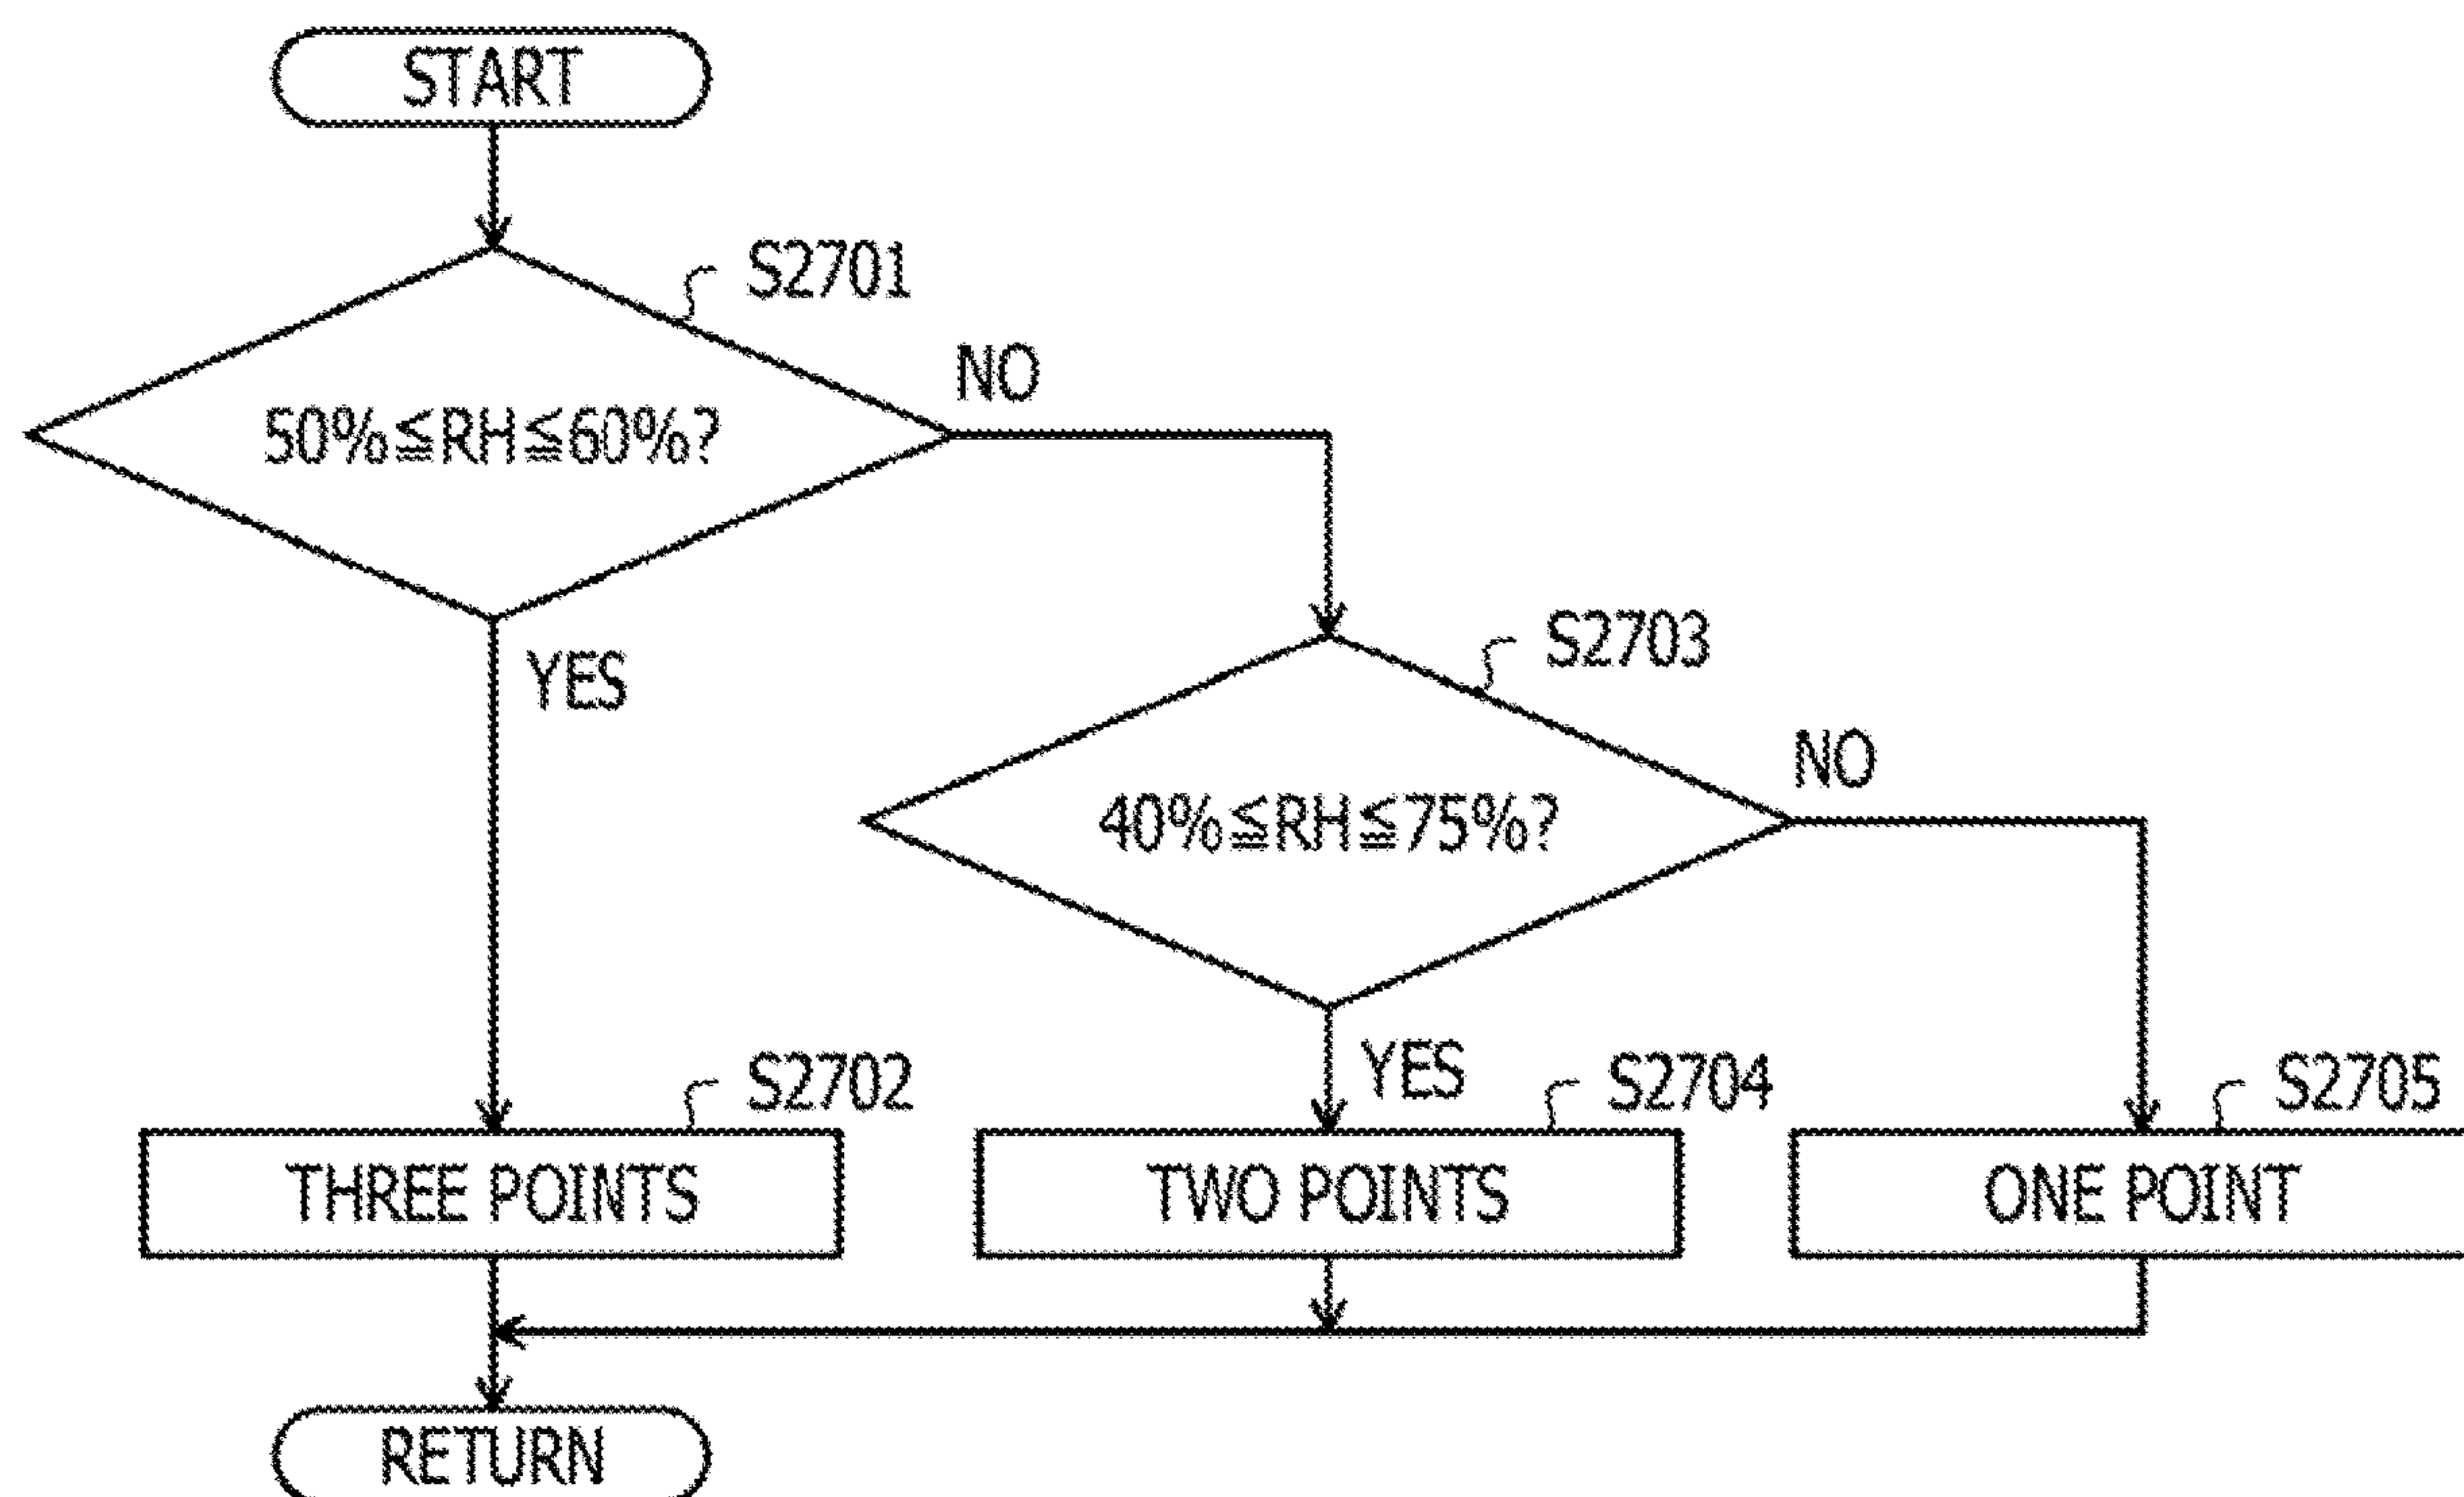 START
S2701
NO
50%≦RH≦60%?
YES
S2703
NO
40%≦RH≦75%?
YES
S2702
S2704
S2705
THREE POINTS
TWO POINTS
ONE POINT
RETURN